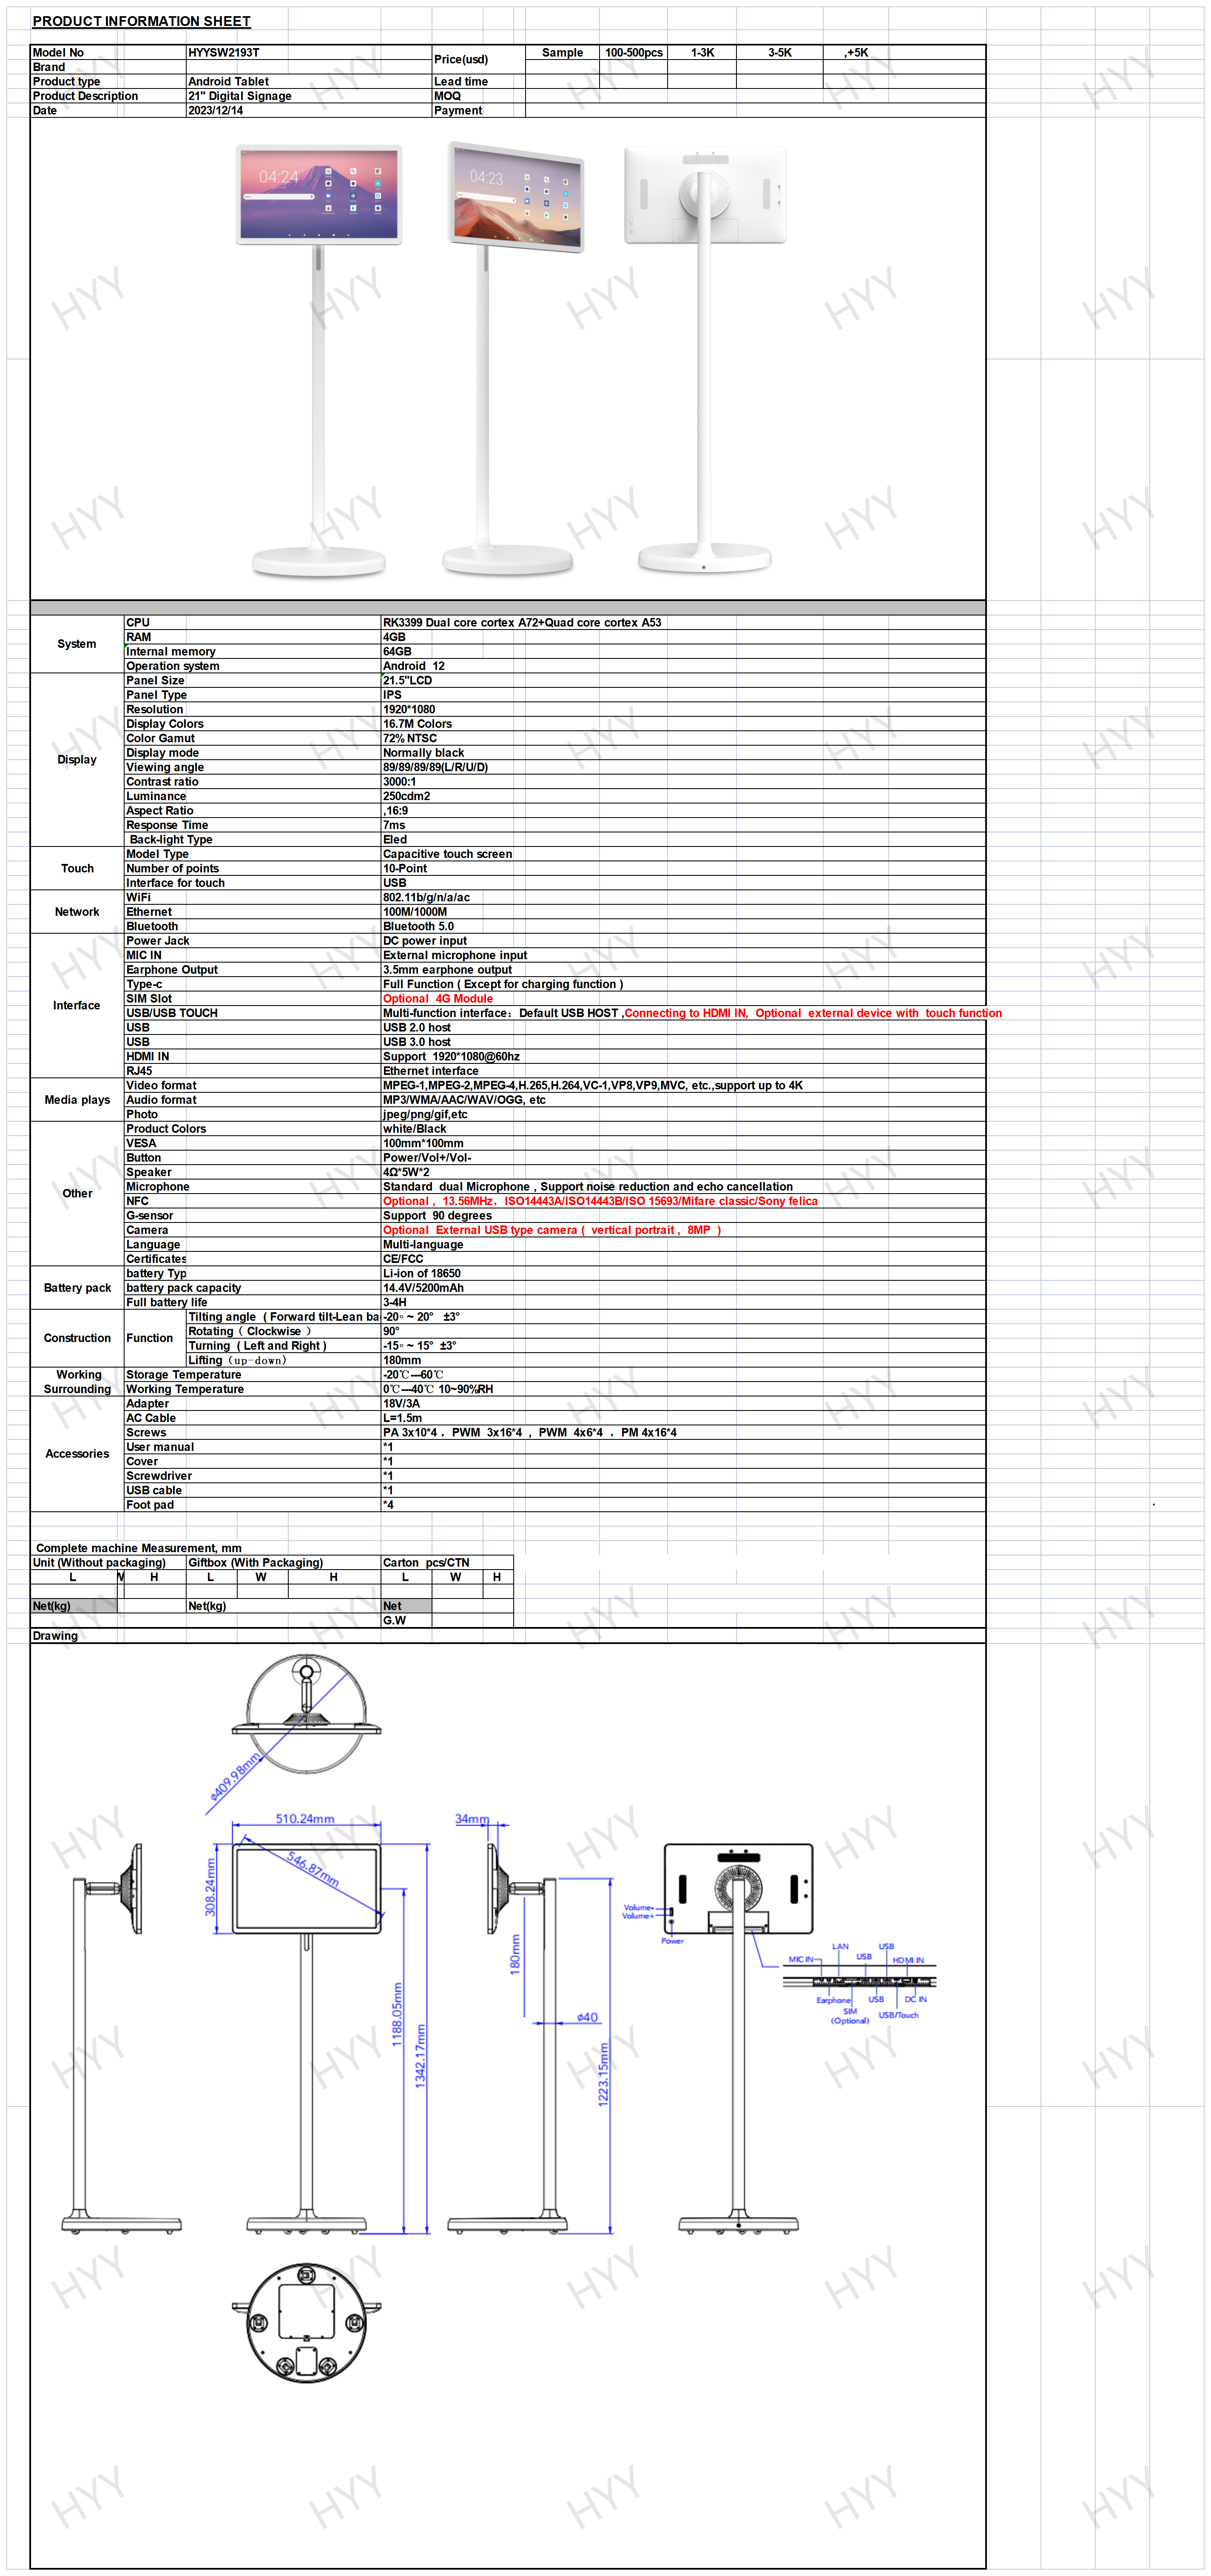 PRODUCT INFORMATION SHEET
Model No HYYSW2193T Price(usd) Sample 100-500pcs 1-3K 3-5K ,+5K
Brand
Product type Android Tablet Lead time
Product Description 21" Digital Signage MOQ
Date 2023/12/14 Payment
04:24
04:23
System
CPU RK3399 Dual core cortex A72+Quad core cortex A53
RAM 4GB
Internal memory 64GB
Operation system Android 12
Display
Panel Size 21.5"LCD
Panel Type IPS
Resolution 1920*1080
Display Colors 16.7M Colors
Color Gamut 72% NTSC
Display mode Normally black
Viewing angle 89/89/89/89(L/R/U/D)
Contrast ratio 3000:1
Luminance 250cdm2
Aspect Ratio ,16:9
Response Time 7ms
Back-light Type Eled
Touch
Model Type Capacitive touch screen
Number of points 10-Point
Interface for touch USB
Network
WiFi 802.11b/g/n/a/ac
Ethernet 100M/1000M
Bluetooth Bluetooth 5.0
Interface
Power Jack DC power input
MIC IN External microphone input
Earphone Output 3.5mm earphone output
Type-c Full Function ( Except for charging function )
SIM Slot Optional 4G Module
USB/USB TOUCH Multi-function interface：Default USB HOST ,Connecting to HDMI IN, Optional external device with touch function
USB USB 2.0 host
USB USB 3.0 host
HDMI IN Support 1920*1080@60hz
RJ45 Ethernet interface
Media plays
Video format MPEG-1,MPEG-2,MPEG-4,H.265,H.264,VC-1,VP8,VP9,MVC, etc.,support up to 4K
Audio format MP3/WMA/AAC/WAV/OGG, etc
Photo jpeg/png/gif,etc
Other
Product Colors white/Black
VESA 100mm*100mm
Button Power/Vol+/Vol-
Speaker 4Ω*5W*2
Microphone Standard dual Microphone , Support noise reduction and echo cancellation
NFC Optional , 13.56MHz, ISO14443A/ISO14443B/ISO 15693/Mifare classic/Sony felica
G-sensor Support 90 degrees
Camera Optional External USB type camera ( vertical portrait , 8MP )
Language Multi-language
Certificates CE/FCC
Battery pack
battery Typ Li-ion of 18650
battery pack capacity 14.4V/5200mAh
Full battery life 3-4H
Construction Function
Tilting angle ( Forward tilt-Lean ba -20° ~ 20° ±3°
Rotating ( Clockwise ) 90°
Turning ( Left and Right ) -15° ~ 15° ±3°
Lifting（up-down） 180mm
Working Surrounding
Storage Temperature -20℃---60℃
Working Temperature 0℃---40℃ 10~90%RH
Accessories
Adapter 18V/3A
AC Cable L=1.5m
Screws PA 3x10*4 , PWM 3x16*4 , PWM 4x6*4 , PM 4x16*4
User manual *1
Cover *1
Screwdriver *1
USB cable *1
Foot pad *4
Complete machine Measurement, mm
Unit (Without packaging) Giftbox (With Packaging) Carton pcs/CTN
L W H L W H L W H
Net(kg) Net(kg) Net
G.W
Drawing
ø409.98mm
510.24mm
34mm
546.87mm
308.24mm
180mm
1188.05mm
1342.17mm
ø40
1223.15mm
Volume-
Volume+
Power
LAN USB
MIC IN USB HDMI IN
Earphone USB DC IN
SIM
(Optional) USB/Touch
HYY